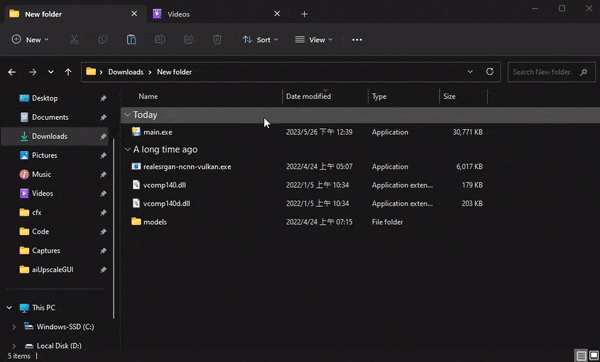 New folder
Videos
New
Sort
View
Downloads
New folder
Search New folder
Desktop
Documents
Downloads
Pictures
Music
Videos
cfx
Code
Captures
aiUpscaleGUI
This PC
Windows-SSD (C:)
Local Disk (D:)
Name Date modified Type Size
Today
main.exe 2023/5/26 下午 12:39 Application 30,771 KB
A long time ago
realesrgan-ncnn-vulkan.exe 2022/4/24 上午 05:07 Application 6,017 KB
vcomp140.dll 2022/1/5 上午 10:34 Application exten... 179 KB
vcomp140d.dll 2022/1/5 上午 10:34 Application exten... 203 KB
models 2022/4/24 上午 07:15 File folder
5 items